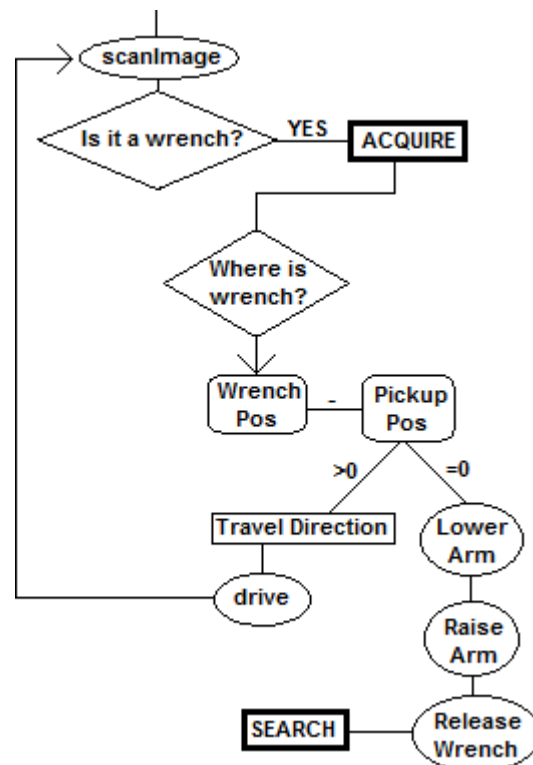 scanImage
Is it a wrench?
YES
ACQUIRE
Where is
wrench?
Wrench
Pos
-
Pickup
Pos
>0
=0
Travel Direction
Lower
Arm
drive
Raise
Arm
SEARCH
Release
Wrench